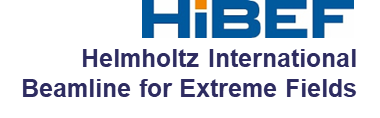 HiBEF
Helmholtz International
Beamline for Extreme Fields